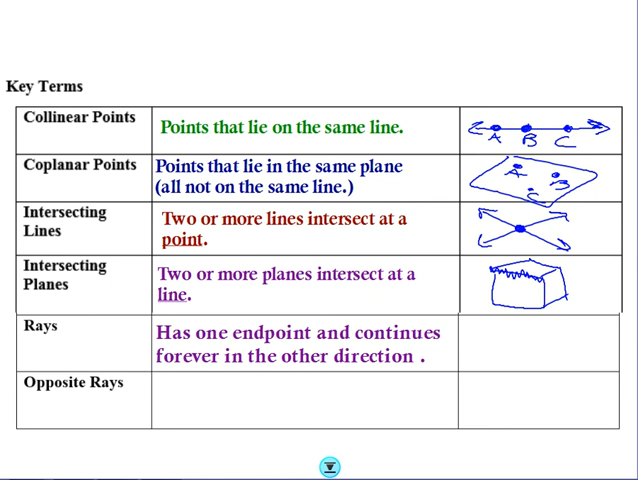 Key Terms
Collinear Points
Points that lie on the same line.
A B C
Coplanar Points
Points that lie in the same plane
(all not on the same line.)
A B
C
Intersecting
Lines
Two or more lines intersect at a
point.
Intersecting
Planes
Two or more planes intersect at a
line.
Rays
Has one endpoint and continues
forever in the other direction .
Opposite Rays